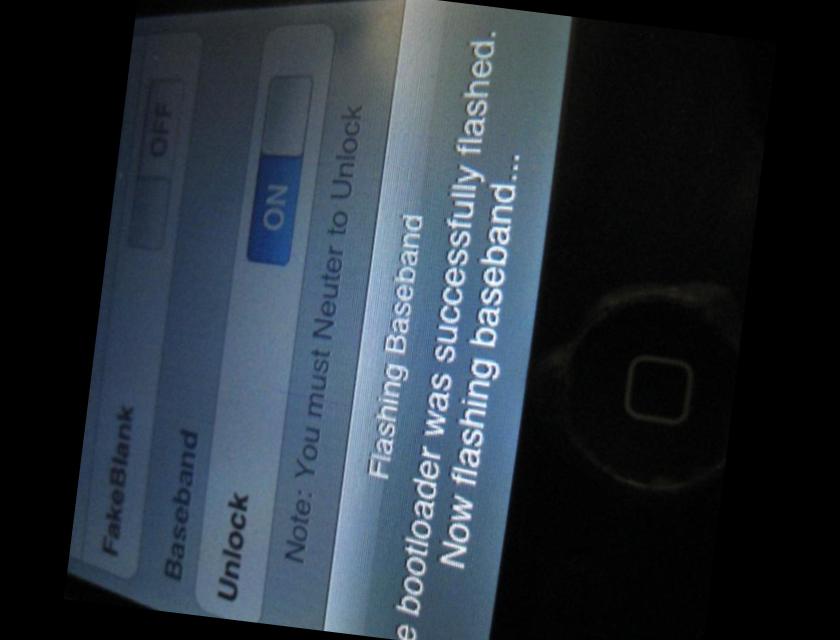 FakeBlank OFF
Baseband
Unlock ON
Note: You must Neuter to Unlock
Flashing Baseband
e bootloader was successfully flashed.
Now flashing baseband...